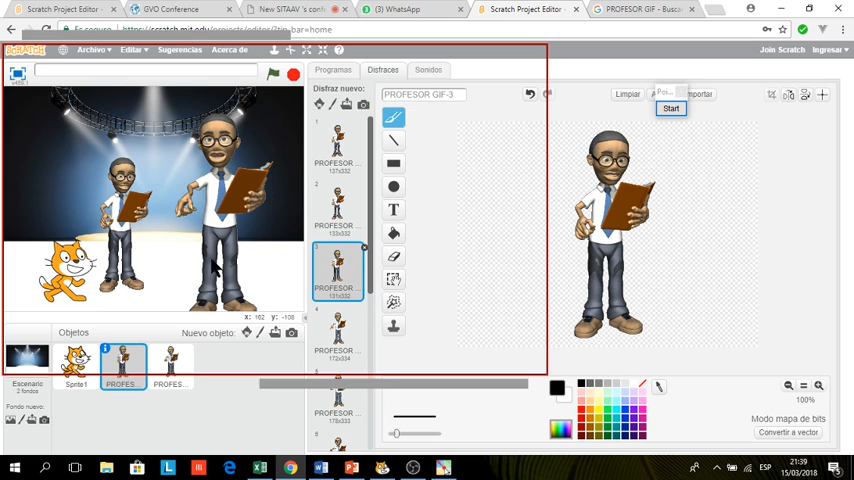 Scratch Project Editor -
GVO Conference
New SITAAV 's conf
(3) WhatsApp
Scratch Project Editor -
PROFESOR GIF - Busca
Es seguro
https://scratch.mit.edu/projects/editor/?tip_bar=home
SCRATCH
Archivo
Editar
Sugerencias
Acerca de
Join Scratch
Ingresar
Programas
Disfraces
Sonidos
Disfraz nuevo:
PROFESOR GIF-3
Limpiar
Importar
Poi...
Start
1
PROFESOR ...
137x332
2
PROFESOR ...
133x332
3
PROFESOR ...
131x332
4
PROFESOR ...
172x334
5
PROFESOR ...
178x333
6
T
x: 162 y: -108
Objetos
Nuevo objeto:
Sprite1
PROFES...
PROFES...
Escenario
2 fondos
Fondo nuevo:
100%
Modo mapa de bits
Convertir a vector
ESP
21:39
15/03/2018